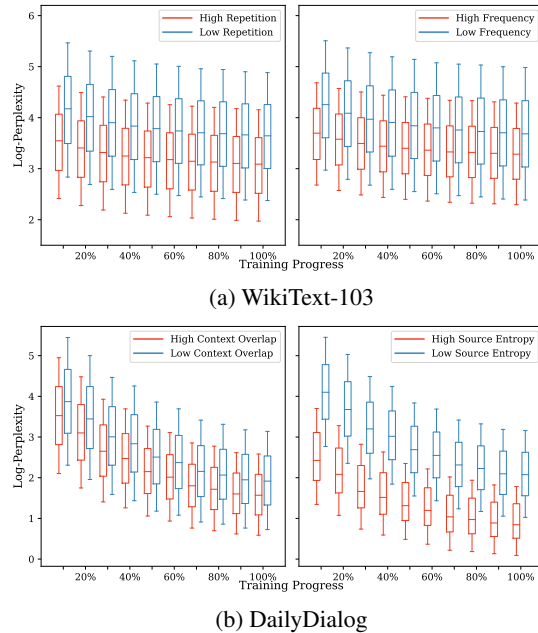 High Repetition
Low Repetition
High Frequency
Low Frequency
Log-Perplexity
6
5
4
3
2
20% 40% 60% 80% 100%
20% 40% 60% 80% 100%
Training Progress
(a) WikiText-103
High Context Overlap
Low Context Overlap
High Source Entropy
Low Source Entropy
Log-Perplexity
5
4
3
2
1
0
20% 40% 60% 80% 100%
20% 40% 60% 80% 100%
Training Progress
(b) DailyDialog